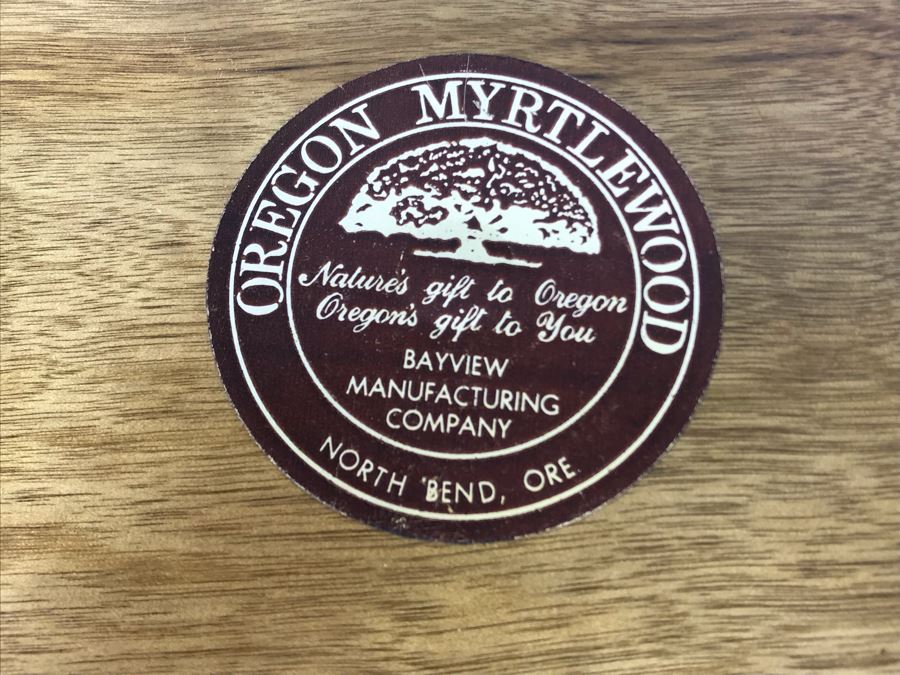 OREGON MYRTLEWOOD
Nature's gift to Oregon
Oregon's gift to You
BAYVIEW
MANUFACTURING
COMPANY
NORTH BEND, ORE